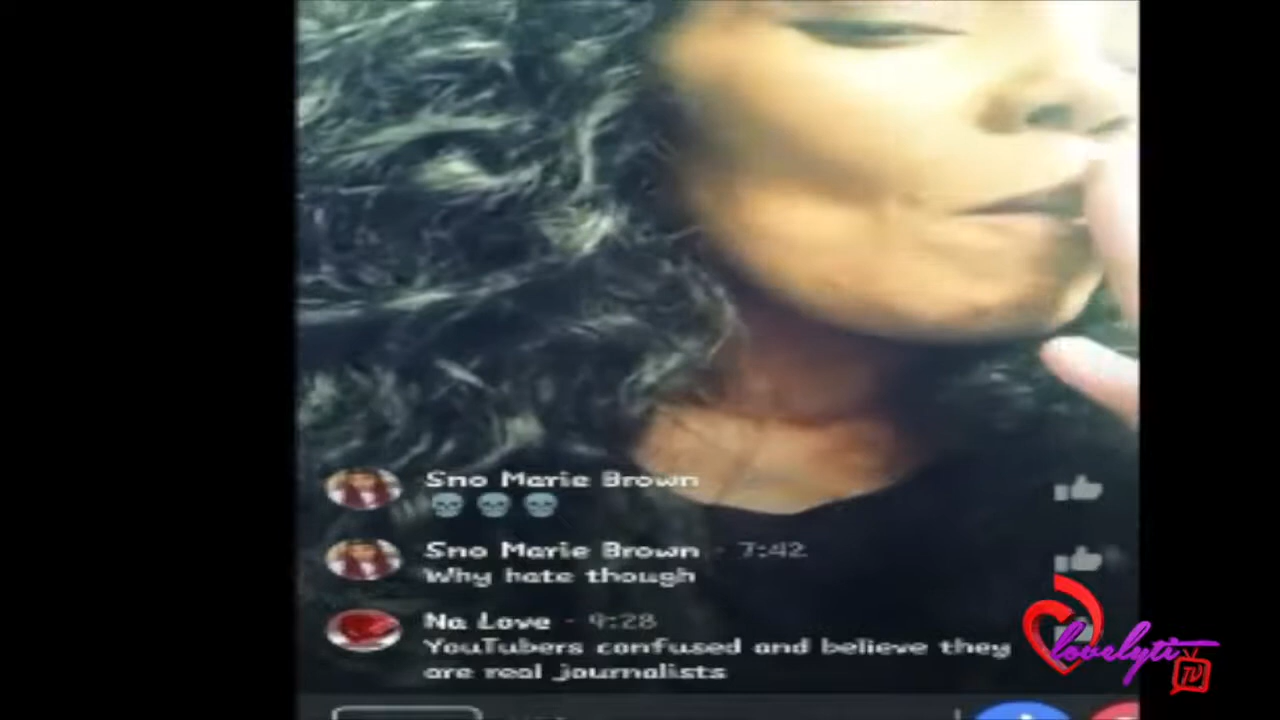 Sno Marie Brown
💀 💀 💀
Sno Marie Brown - 7:42
Why hate though
Na Love - 9:28
YouTubers confused and believe they
are real journalists
lovelyti
TV